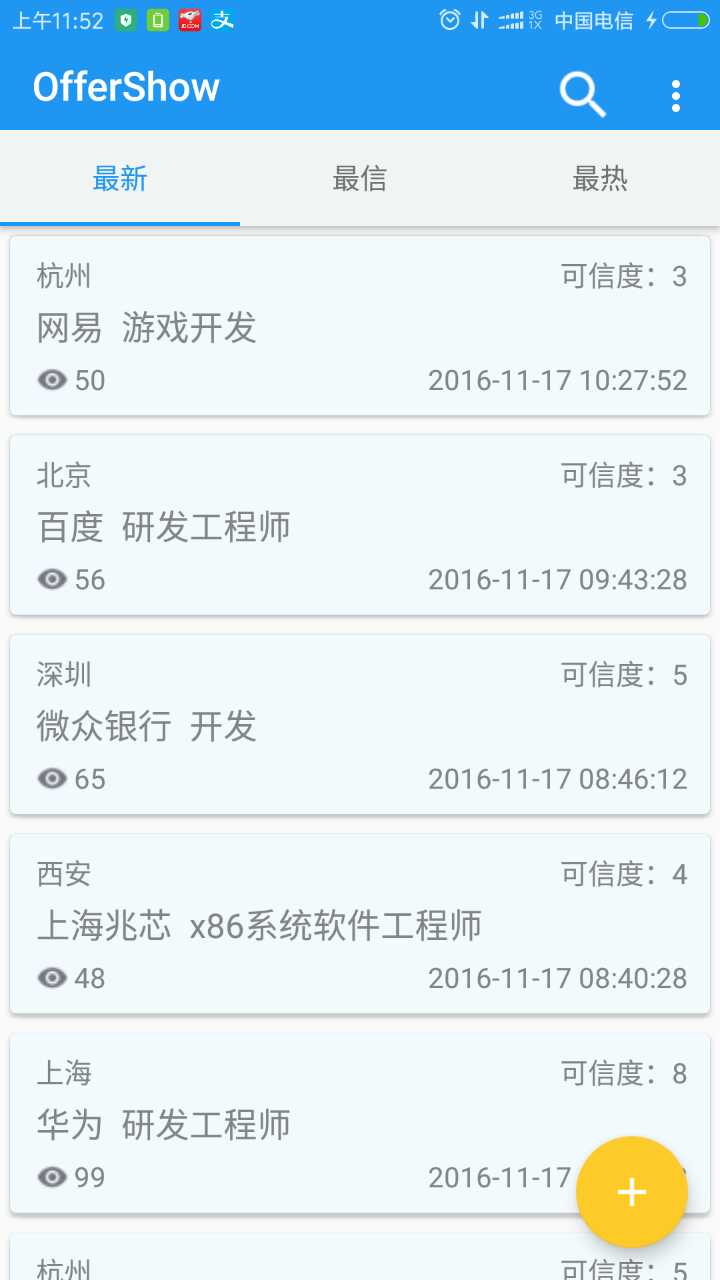 上午11:52
3G
1X
中国电信
OfferShow
最新 最信 最热
杭州 可信度：3
网易 游戏开发
50 2016-11-17 10:27:52
北京 可信度：3
百度 研发工程师
56 2016-11-17 09:43:28
深圳 可信度：5
微众银行 开发
65 2016-11-17 08:46:12
西安 可信度：4
上海兆芯 x86系统软件工程师
48 2016-11-17 08:40:28
上海 可信度：8
华为 研发工程师
99 2016-11-17
杭州 可信度：5